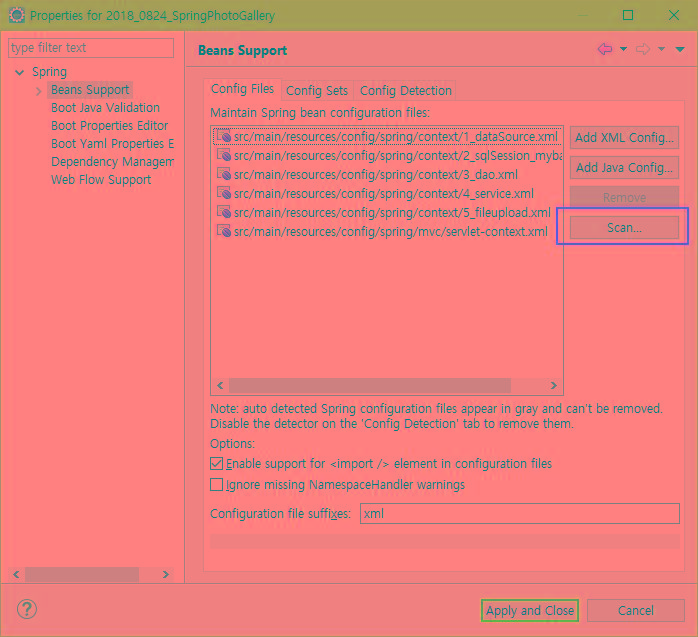 Properties for 2018_0824_SpringPhotoGallery
type filter text
Spring
Beans Support
Boot Java Validation
Boot Properties Editor
Boot Yaml Properties E
Dependency Managem
Web Flow Support
Beans Support
Config Files
Config Sets
Config Detection
Maintain Spring bean configuration files:
src/main/resources/config/spring/context/1_dataSource.xml
src/main/resources/config/spring/context/2_sqlSession_myba
src/main/resources/config/spring/context/3_dao.xml
src/main/resources/config/spring/context/4_service.xml
src/main/resources/config/spring/context/5_fileupload.xml
src/main/resources/config/spring/mvc/servlet-context.xml
Add XML Config...
Add Java Config...
Remove
Scan...
Note: auto detected Spring configuration files appear in gray and can't be removed.
Disable the detector on the 'Config Detection' tab to remove them.
Options:
Enable support for <import /> element in configuration files
Ignore missing NamespaceHandler warnings
Configuration file suffixes:
xml
?
Apply and Close
Cancel